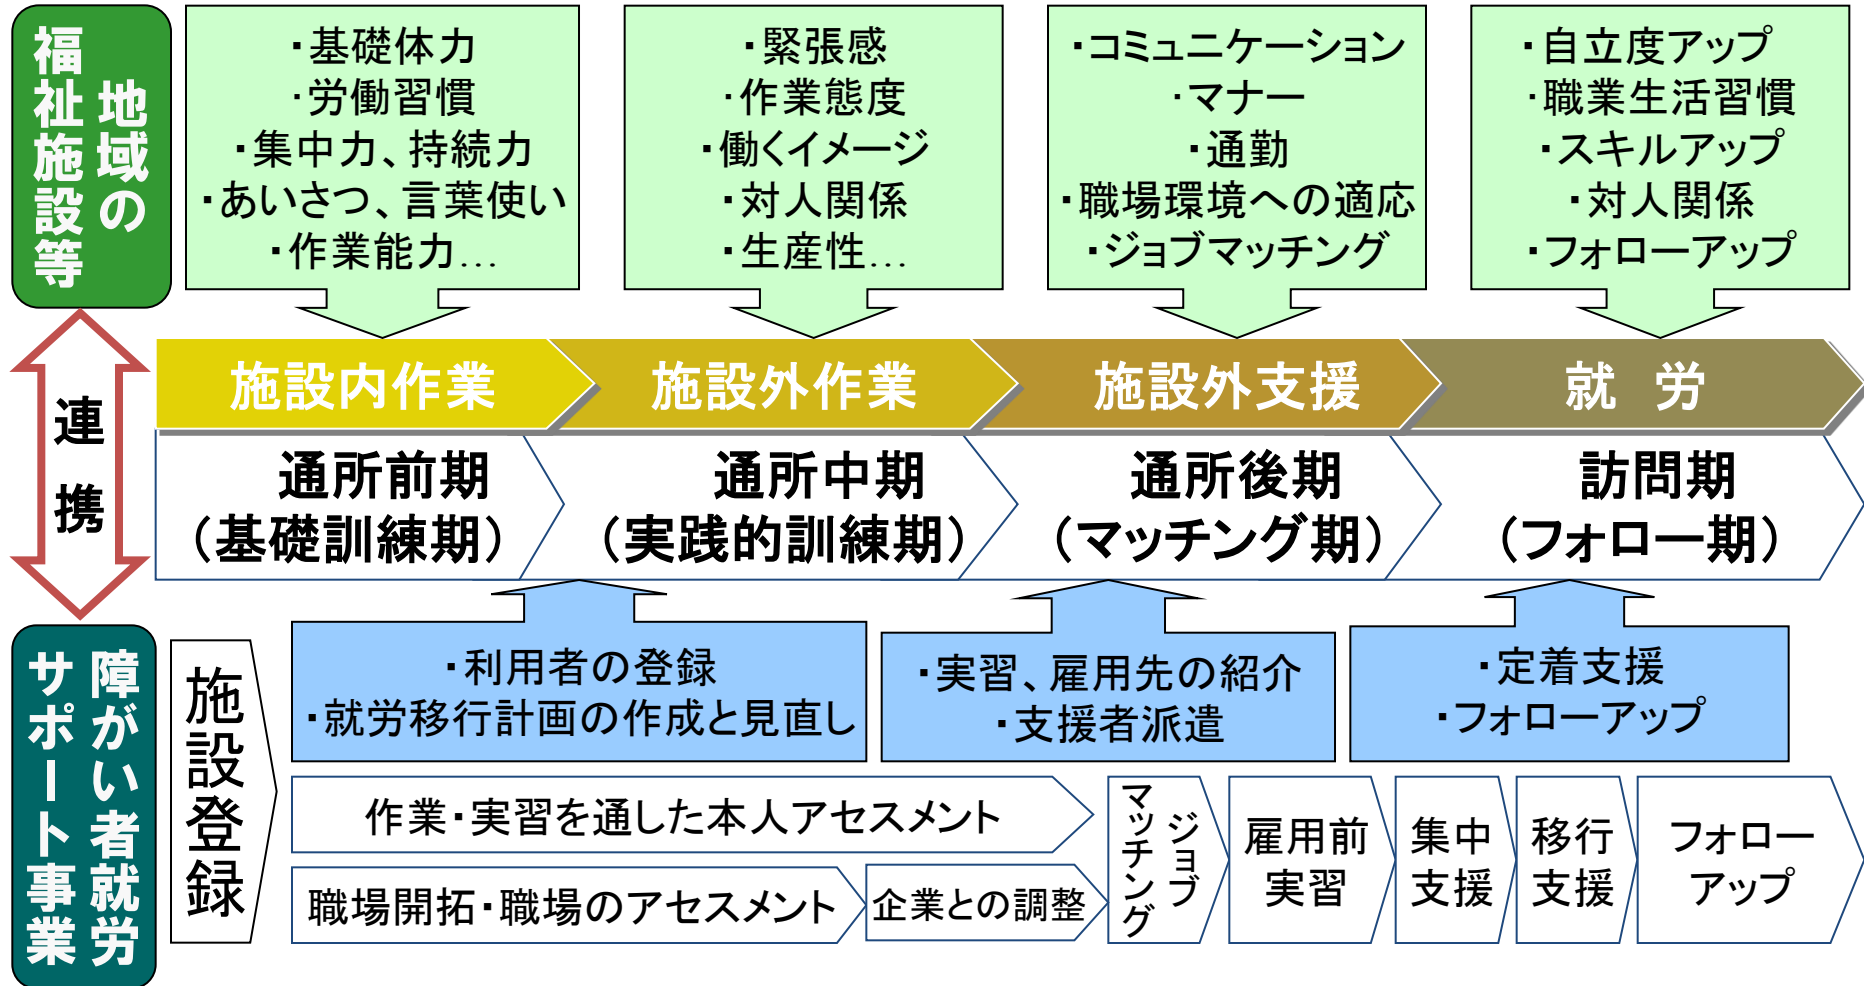 地域の
福祉施設等
・基礎体力
・労働習慣
・集中力、持続力
・あいさつ、言葉使い
・作業能力…
・緊張感
・作業態度
・働くイメージ
・対人関係
・生産性…
・コミュニケーション
・マナー
・通勤
・職場環境への適応
・ジョブマッチング
・自立度アップ
・職業生活習慣
・スキルアップ
・対人関係
・フォローアップ
連携
施設内作業
施設外作業
施設外支援
就　労
通所前期
（基礎訓練期）
通所中期
（実践的訓練期）
通所後期
（マッチング期）
訪問期
（フォロー期）
障がい者就労
サポート事業
施設登録
・利用者の登録
・就労移行計画の作成と見直し
・実習、雇用先の紹介
・支援者派遣
・定着支援
・フォローアップ
作業・実習を通した本人アセスメント
職場開拓・職場のアセスメント
企業との調整
ジョブ
マッチング
雇用前
実習
集中
支援
移行
支援
フォロー
アップ